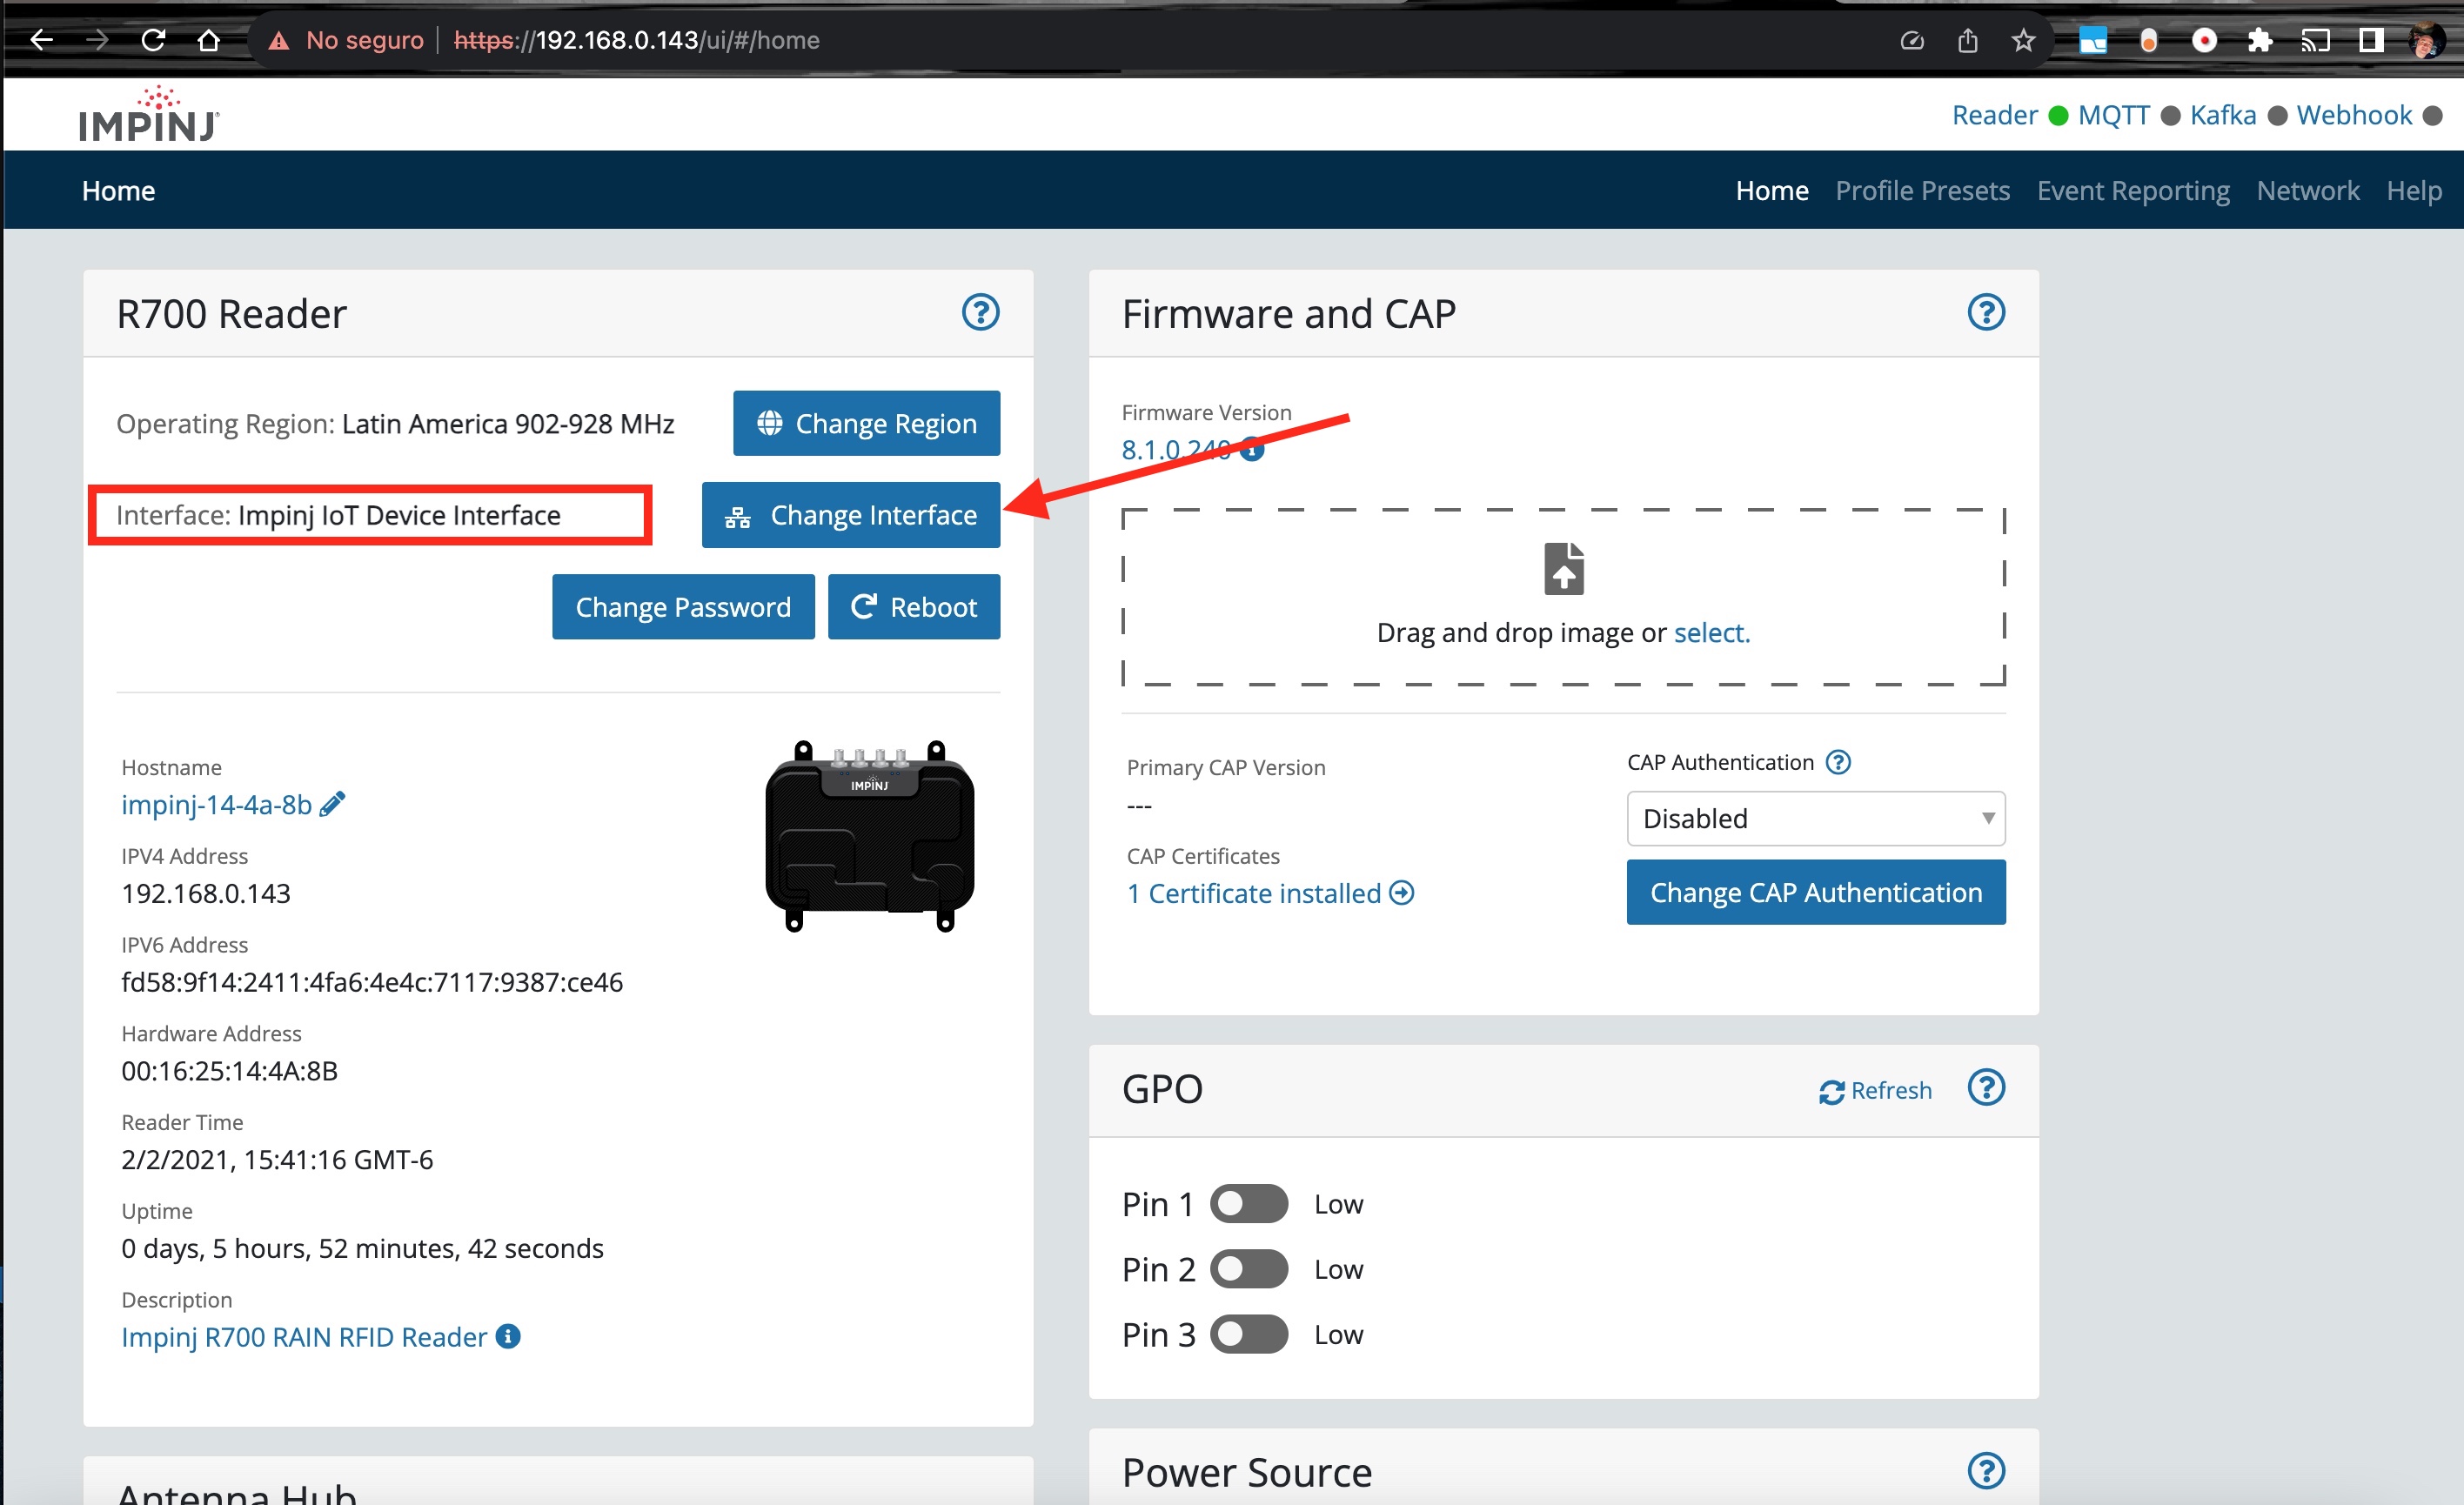 No seguro https://192.168.0.143/ui/#/home
IMPINJ
Reader MQTT Kafka Webhook
Home
Home Profile Presets Event Reporting Network Help
R700 Reader
Operating Region: Latin America 902-928 MHz
Change Region
Interface: Impinj IoT Device Interface
Change Interface
Change Password
Reboot
Hostname
impinj-14-4a-8b
IPV4 Address
192.168.0.143
IPV6 Address
fd58:9f14:2411:4fa6:4e4c:7117:9387:ce46
Hardware Address
00:16:25:14:4A:8B
Reader Time
2/2/2021, 15:41:16 GMT-6
Uptime
0 days, 5 hours, 52 minutes, 42 seconds
Description
Impinj R700 RAIN RFID Reader
IMPINJ
Antenna Hub
Firmware and CAP
Firmware Version
8.1.0.240
Drag and drop image or select.
Primary CAP Version
---
CAP Certificates
1 Certificate installed
CAP Authentication
Disabled
Change CAP Authentication
GPO
Refresh
Pin 1 Low
Pin 2 Low
Pin 3 Low
Power Source